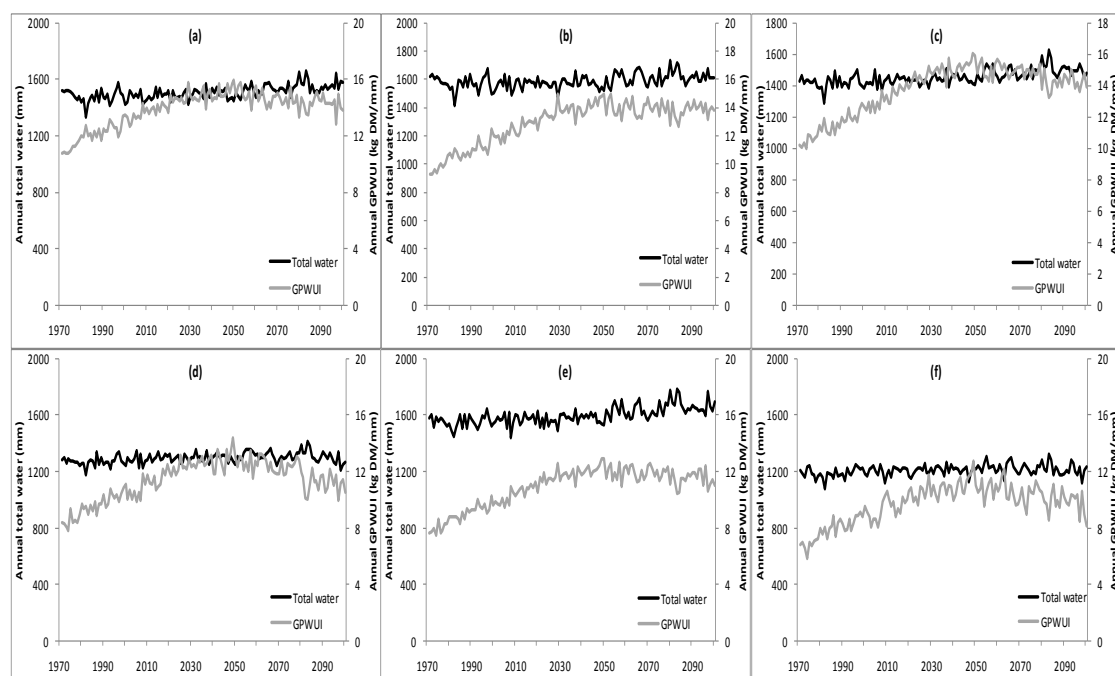 (a)
Annual total water (mm)
2000
1600
1200
800
400
0
20
16
12
8
4
0
Annual GPWUI (kg DM/mm)
Total water
GPWUI
1970 1990 2010 2030 2050 2070 2090
(b)
Annual total water (mm)
2000
1800
1600
1400
1200
1000
800
600
400
200
0
20
18
16
14
12
10
8
6
4
2
0
Annual GPWUI (kg DM/mm)
Total water
GPWUI
1970 1990 2010 2030 2050 2070 2090
(c)
Annual total water (mm)
1800
1600
1400
1200
1000
800
600
400
200
0
18
16
14
12
10
8
6
4
2
0
Annual GPWUI (kg DM/mm)
Total water
GPWUI
1970 1990 2010 2030 2050 2070 2090
(d)
Annual total water (mm)
2000
1600
1200
800
400
0
20
16
12
8
4
0
Annual GPWUI (kg DM/mm)
Total water
GPWUI
1970 1990 2010 2030 2050 2070 2090
(e)
Annual total water (mm)
2000
1600
1200
800
400
0
20
16
12
8
4
0
Annual GPWUI (kg DM/mm)
Total water
GPWUI
1970 1990 2010 2030 2050 2070 2090
(f)
Annual total water (mm)
2000
1600
1200
800
400
0
20
16
12
8
4
0
Annual GPWUI (kg DM/mm)
Total water
GPWUI
1970 1990 2010 2030 2050 2070 2090